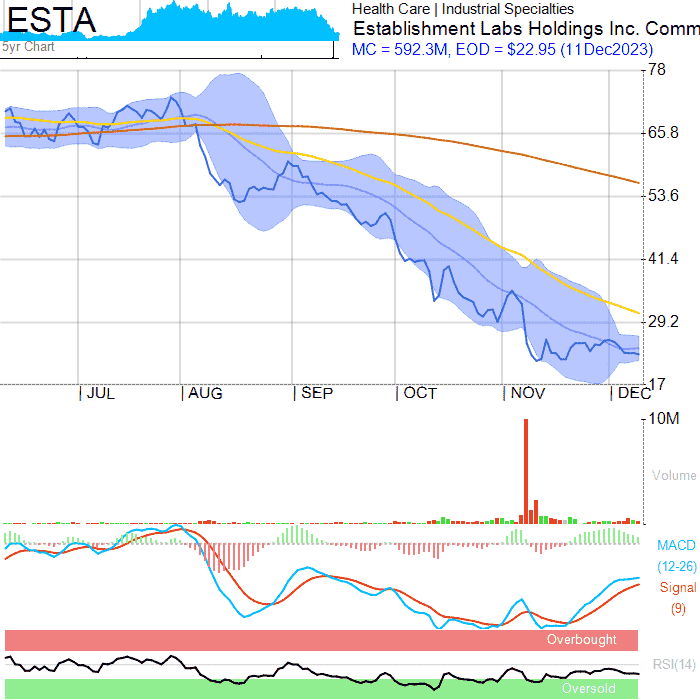 ESTA
5yr Chart
Health Care | Industrial Specialties
Establishment Labs Holdings Inc. Comm
MC = 592.3M, EOD = $22.95 (11Dec2023)
78
65.8
53.6
41.4
29.2
17
JUL AUG SEP OCT NOV DEC
10M
Volume
MACD
(12-26)
Signal
(9)
Overbought
RSI(14)
Oversold